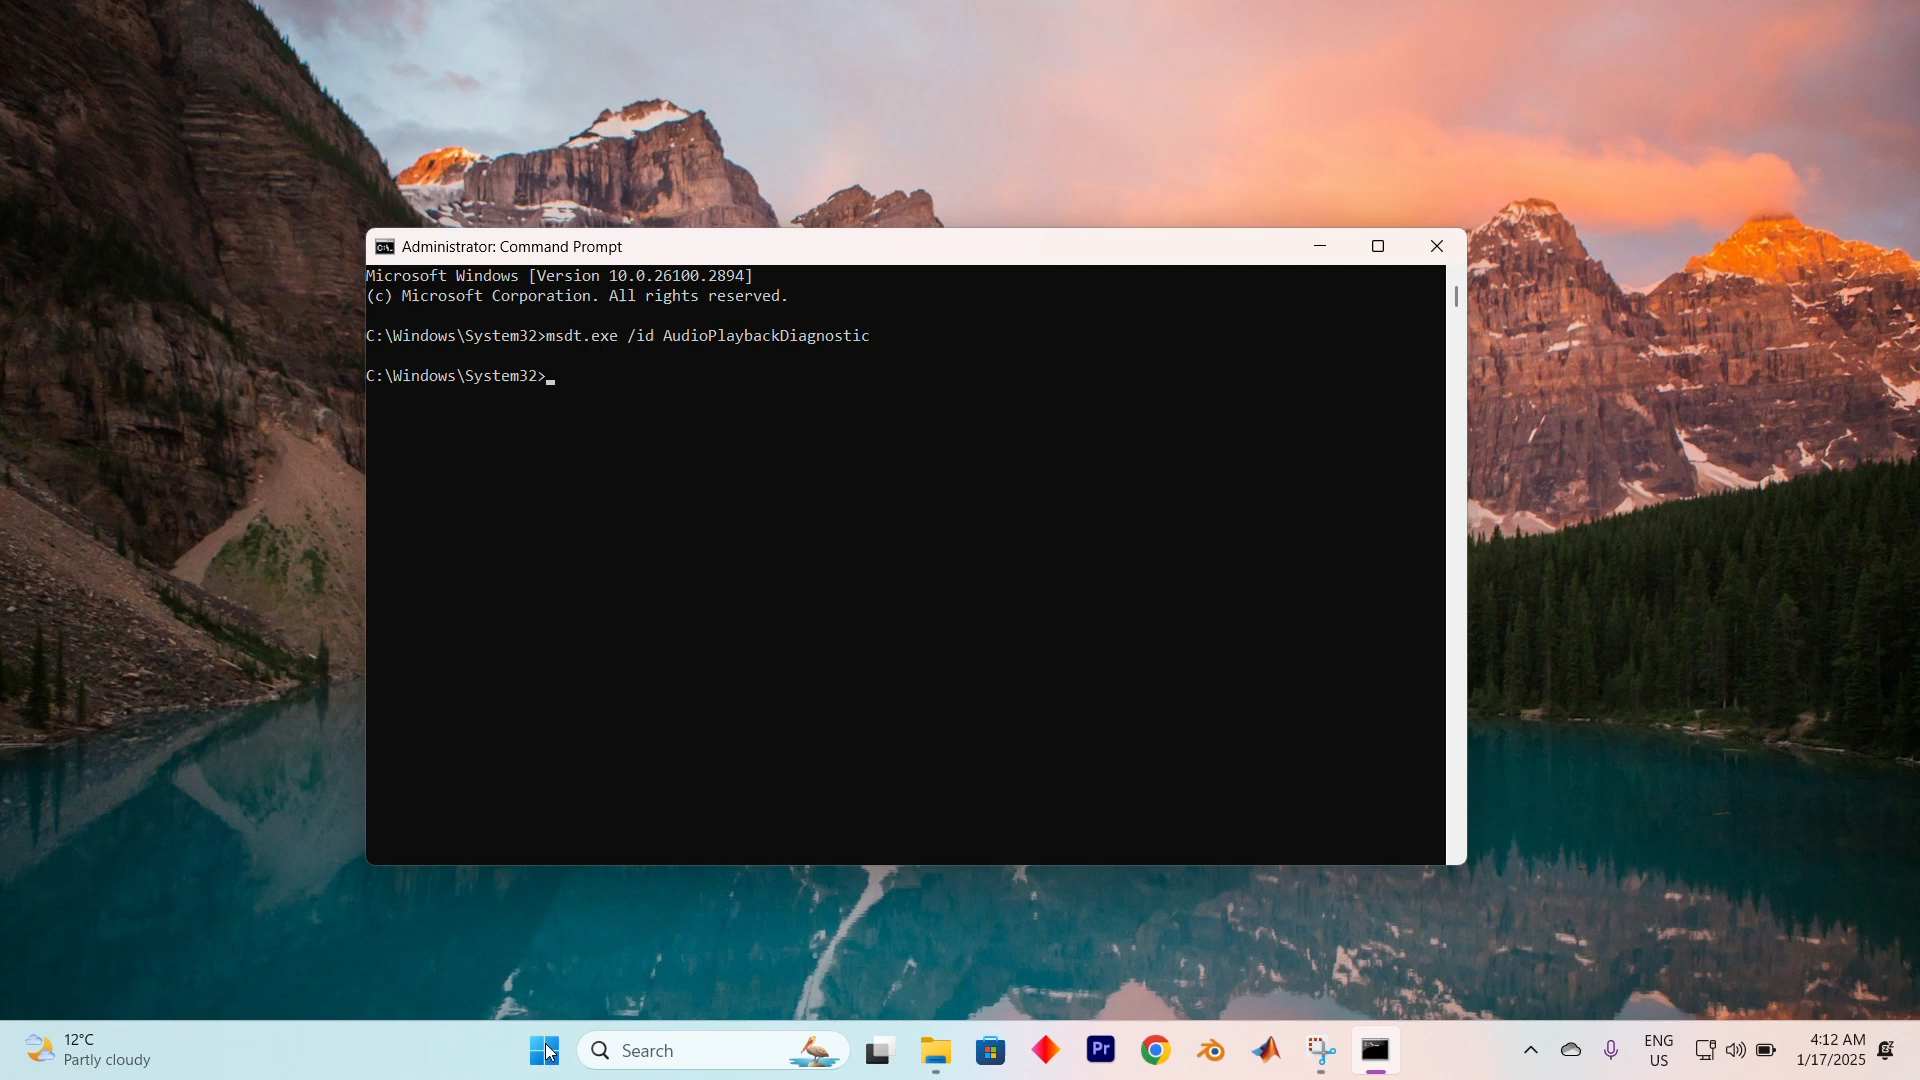 Administrator: Command Prompt
Microsoft Windows [Version 10.0.26100.2894]
(c) Microsoft Corporation. All rights reserved.
C:\Windows\System32>msdt.exe /id AudioPlaybackDiagnostic
C:\Windows\System32>
12°C
Partly cloudy
Search
Pr
ENG
US
4:12 AM
1/17/2025